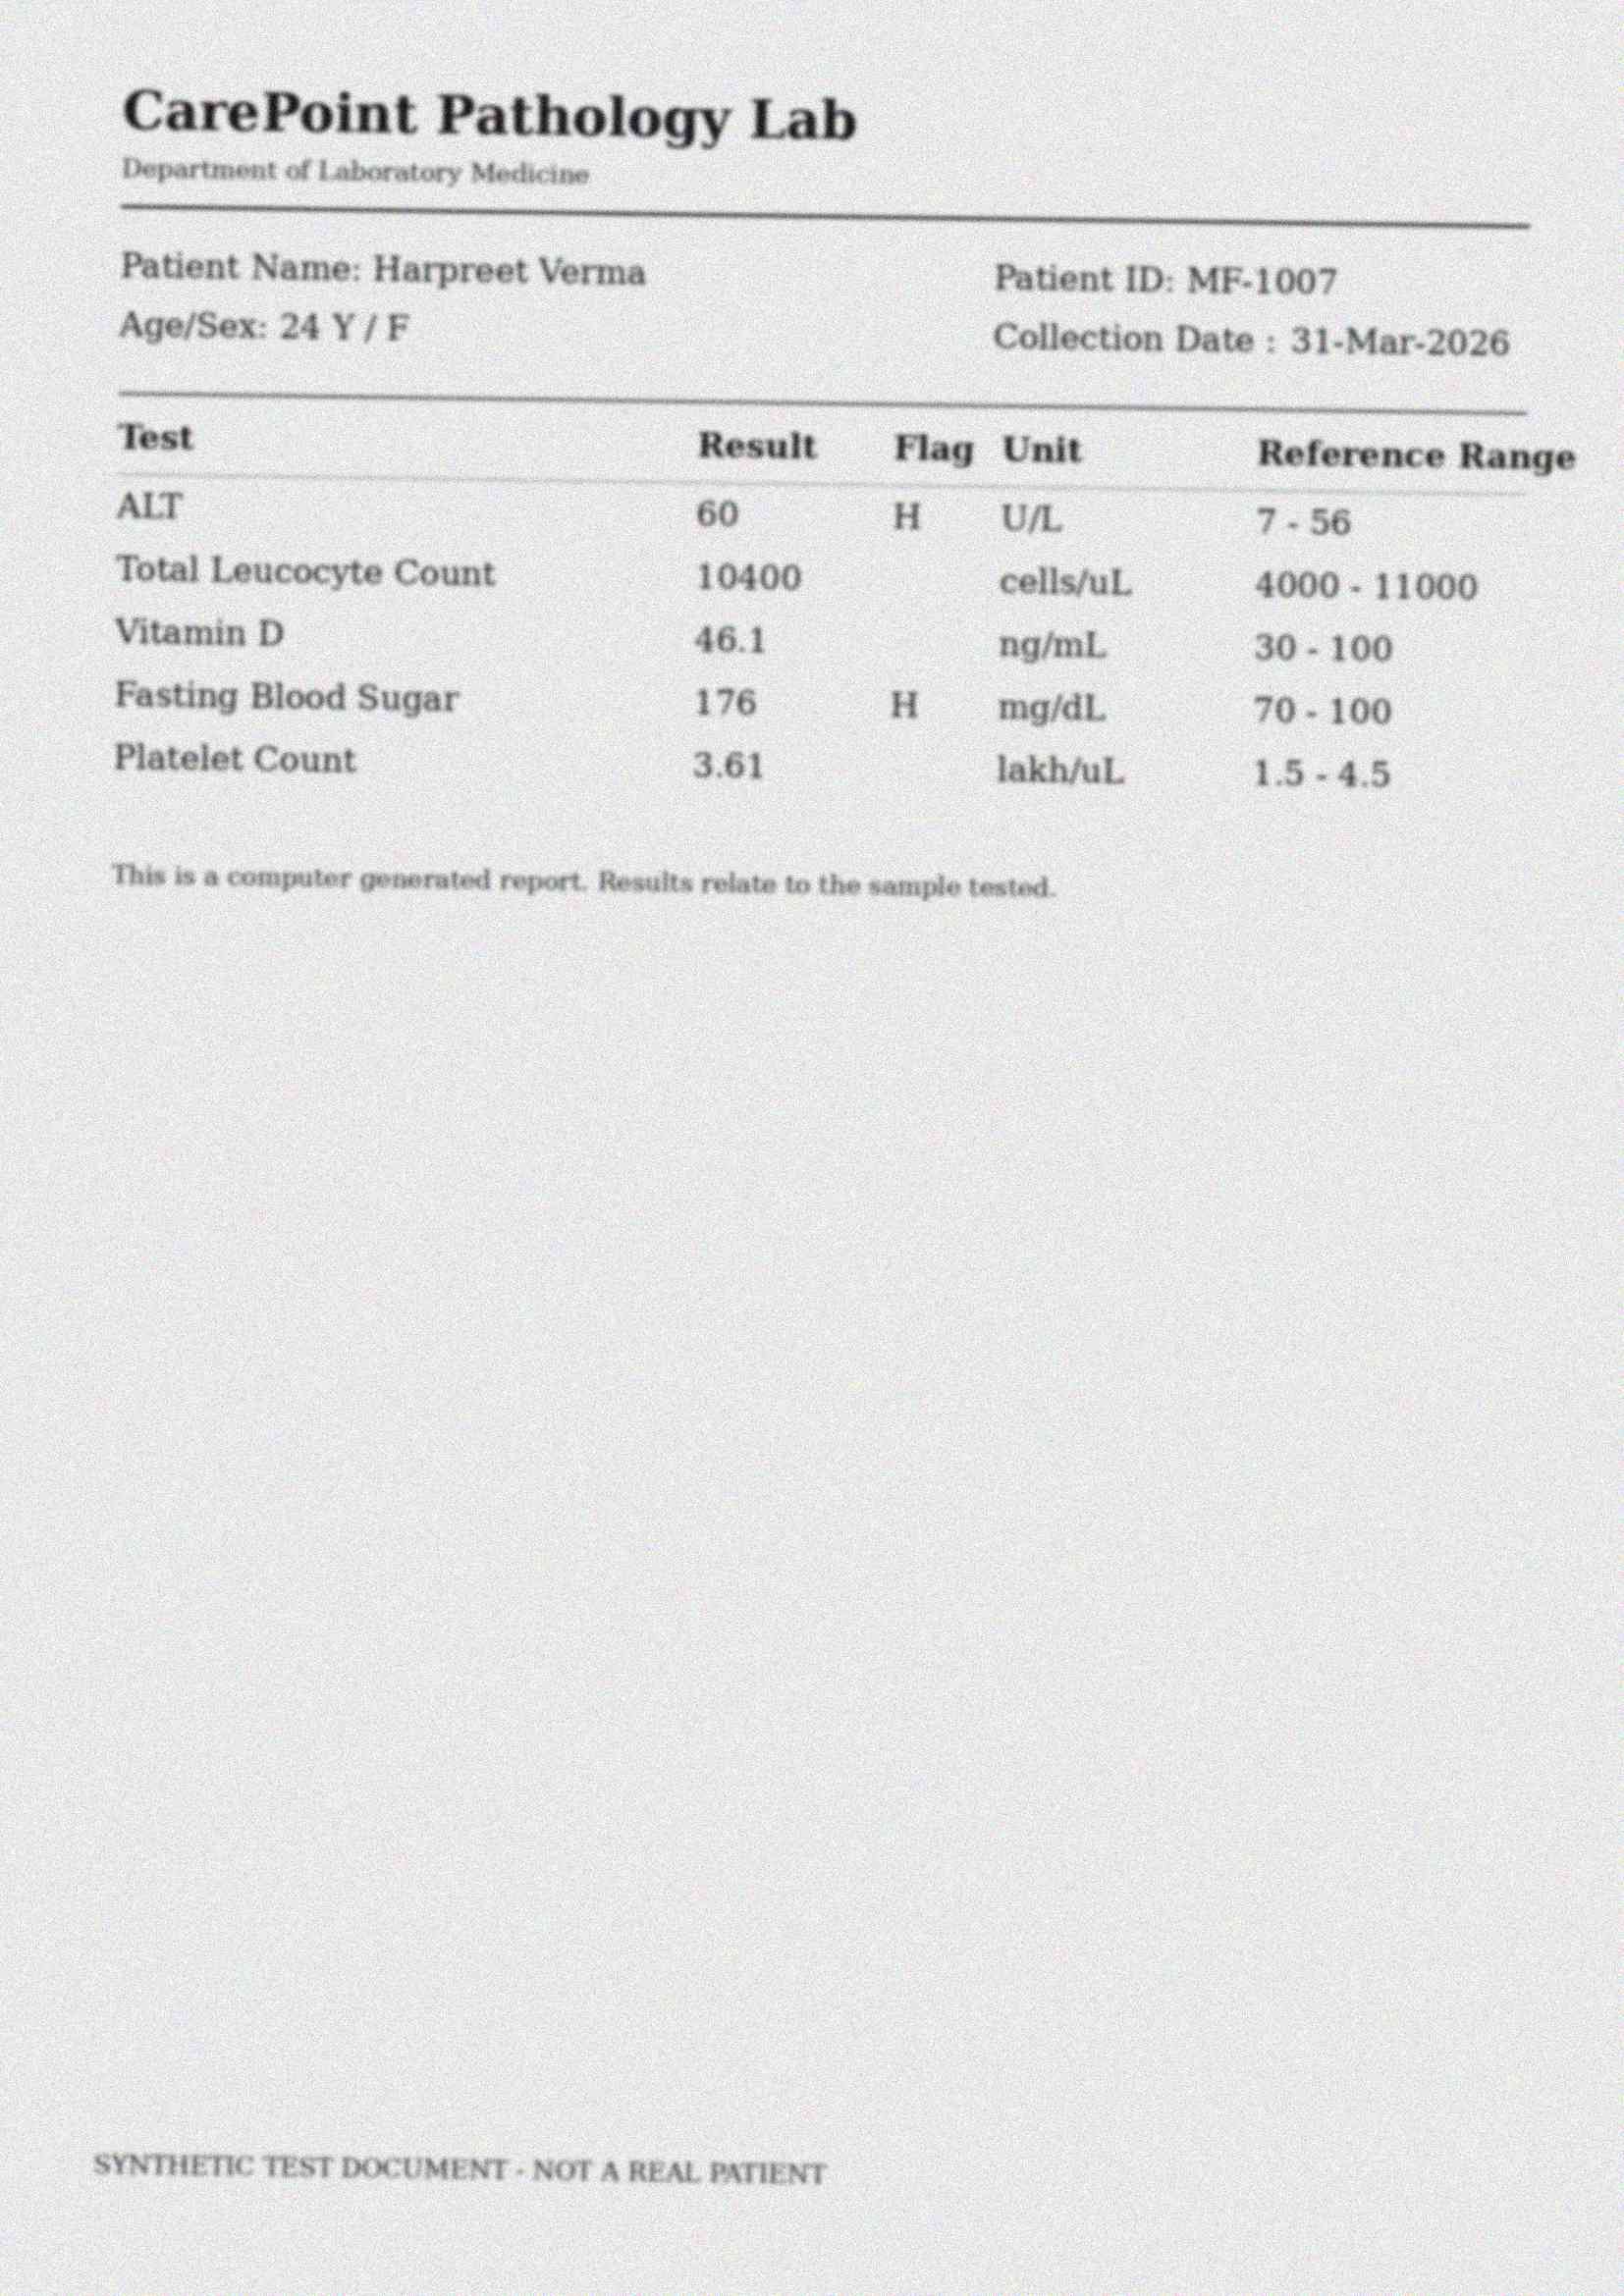 CarePoint Pathology Lab
Department of Laboratory Medicine
Patient Name: Harpreet Verma Patient ID: MF-1007
Age/Sex: 24 Y / F Collection Date : 31-Mar-2026
Test Result Flag Unit Reference Range
ALT 60 H U/L 7 - 56
Total Leucocyte Count 10400 cells/uL 4000 - 11000
Vitamin D 46.1 ng/mL 30 - 100
Fasting Blood Sugar 176 H mg/dL 70 - 100
Platelet Count 3.61 lakh/uL 1.5 - 4.5
This is a computer generated report. Results relate to the sample tested.
SYNTHETIC TEST DOCUMENT - NOT A REAL PATIENT